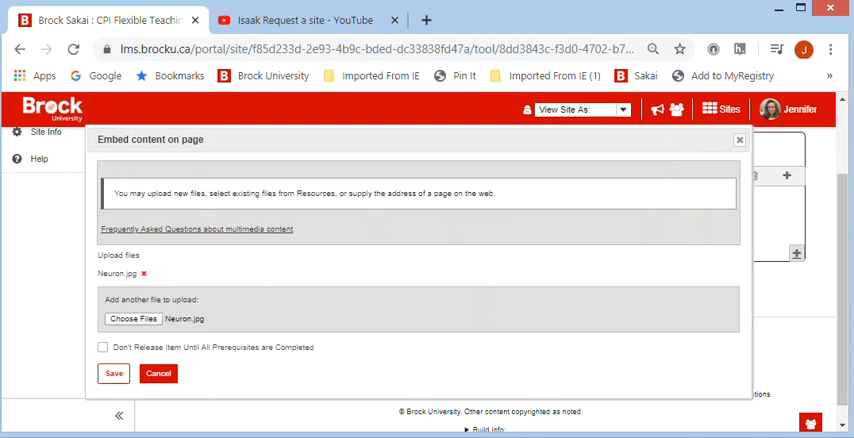 Brock Sakai : CPI Flexible Teachin
Isaak Request a site - YouTube
lms.brocku.ca/portal/site/f85d233d-2e93-4b9c-bded-dc33838fd47a/tool/8dd3843c-f3d0-4702-b7...
Apps
Google
Bookmarks
Brock University
Imported From IE
Pin It
Imported From IE (1)
Sakai
Add to MyRegistry
»
Brock
University
View Site As:
Sites
Jennifer
Site Info
Help
Embed content on page
You may upload new files, select existing files from Resources, or supply the address of a page on the web.
Frequently Asked Questions about multimedia content
Upload files
Neuron.jpg
Add another file to upload:
Choose Files Neuron.jpg
Don't Release Item Until All Prerequisites are Completed
Save Cancel
tions.
© Brock University. Other content copyrighted as noted.
Build Info: